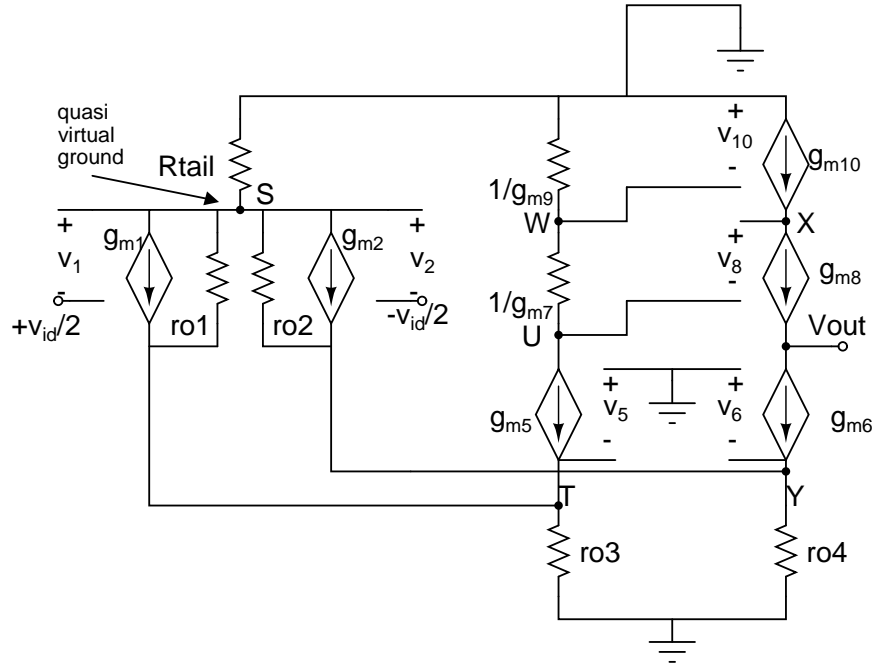 quasi
virtual
ground
Rtail
S
+
v10
-
gm10
1/gm9
W
X
+
v1
-
+vid/2
gm1
ro1
ro2
gm2
+
v2
-
-vid/2
1/gm7
U
+
v8
-
gm8
Vout
gm5
+
v5
-
+
v6
-
gm6
T
Y
ro3
ro4